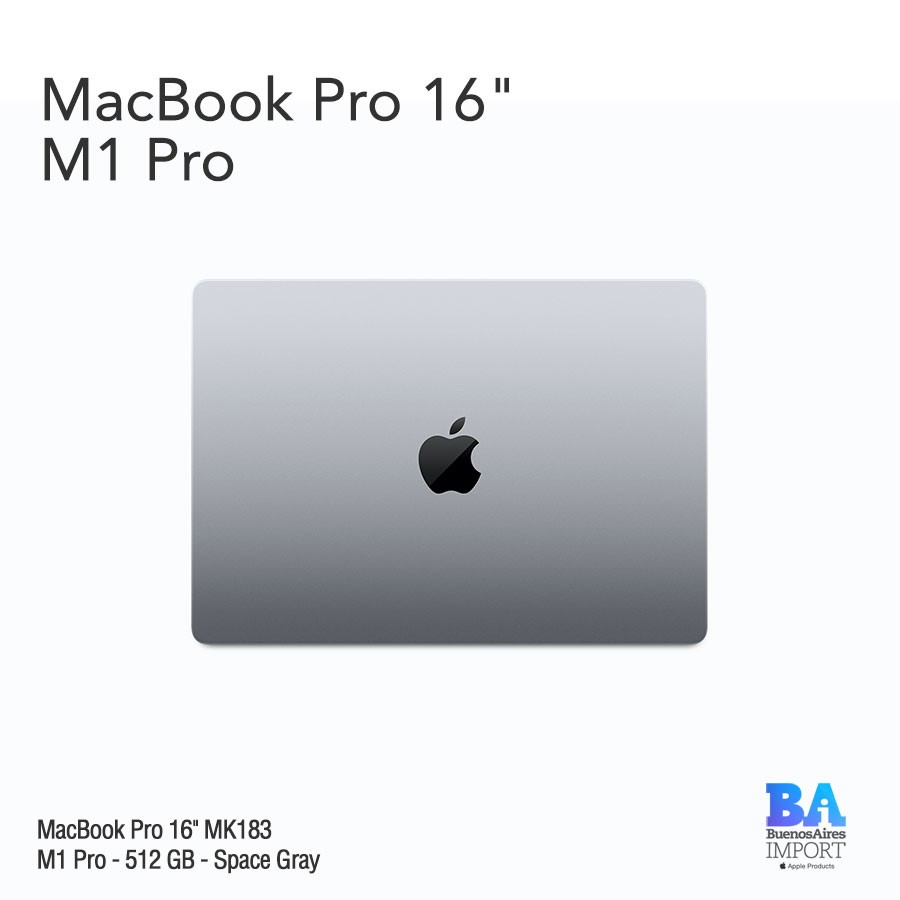 MacBook Pro 16"
M1 Pro
MacBook Pro 16" MK183
M1 Pro - 512 GB - Space Gray
BA
BuenosAires
IMPORT
Apple Products